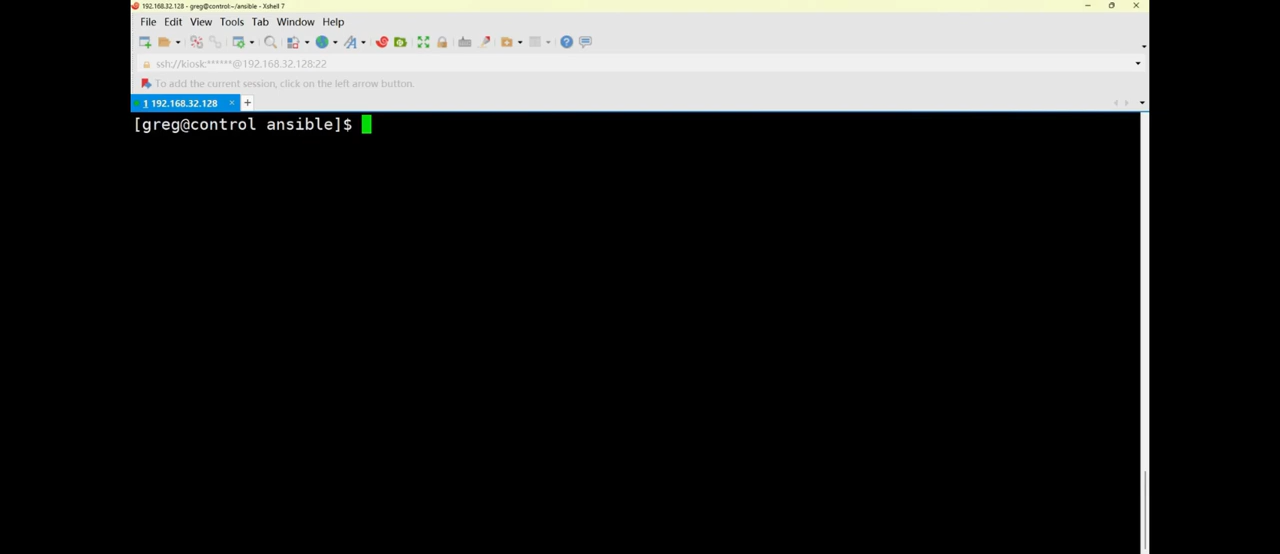 192.168.32.128 - greg@control:~/ansible - Xshell 7
File Edit View Tools Tab Window Help
ssh://kiosk:******@192.168.32.128:22
To add the current session, click on the left arrow button.
1 192.168.32.128 × +
[greg@control ansible]$